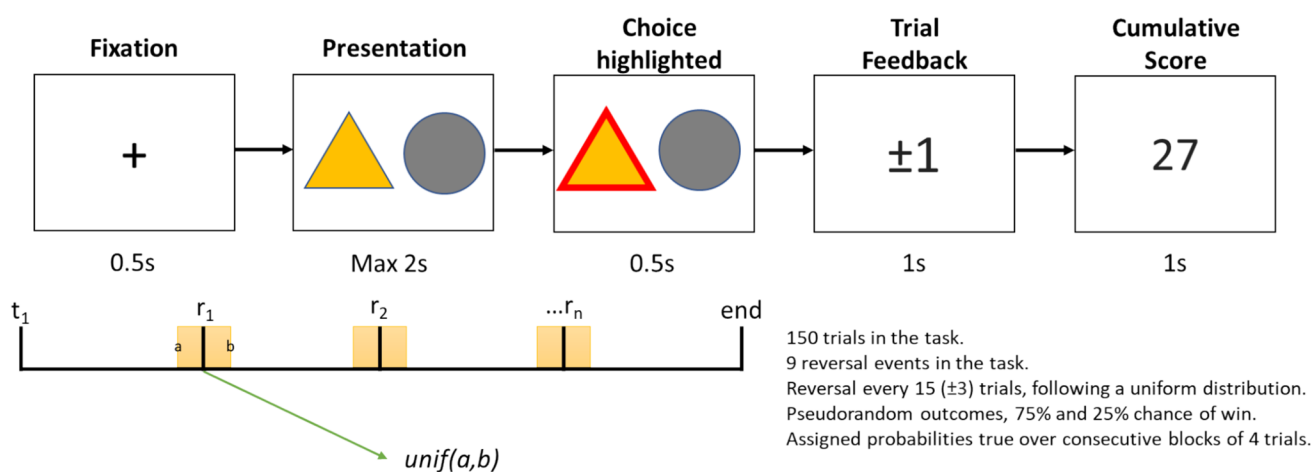 Fixation
Presentation
Choice
highlighted
Trial
Feedback
Cumulative
Score
+
±1
27
0.5s
Max 2s
0.5s
1s
1s
t1
r1
r2
...rn
end
a
b
unif(a,b)
150 trials in the task.
9 reversal events in the task.
Reversal every 15 (±3) trials, following a uniform distribution.
Pseudorandom outcomes, 75% and 25% chance of win.
Assigned probabilities true over consecutive blocks of 4 trials.